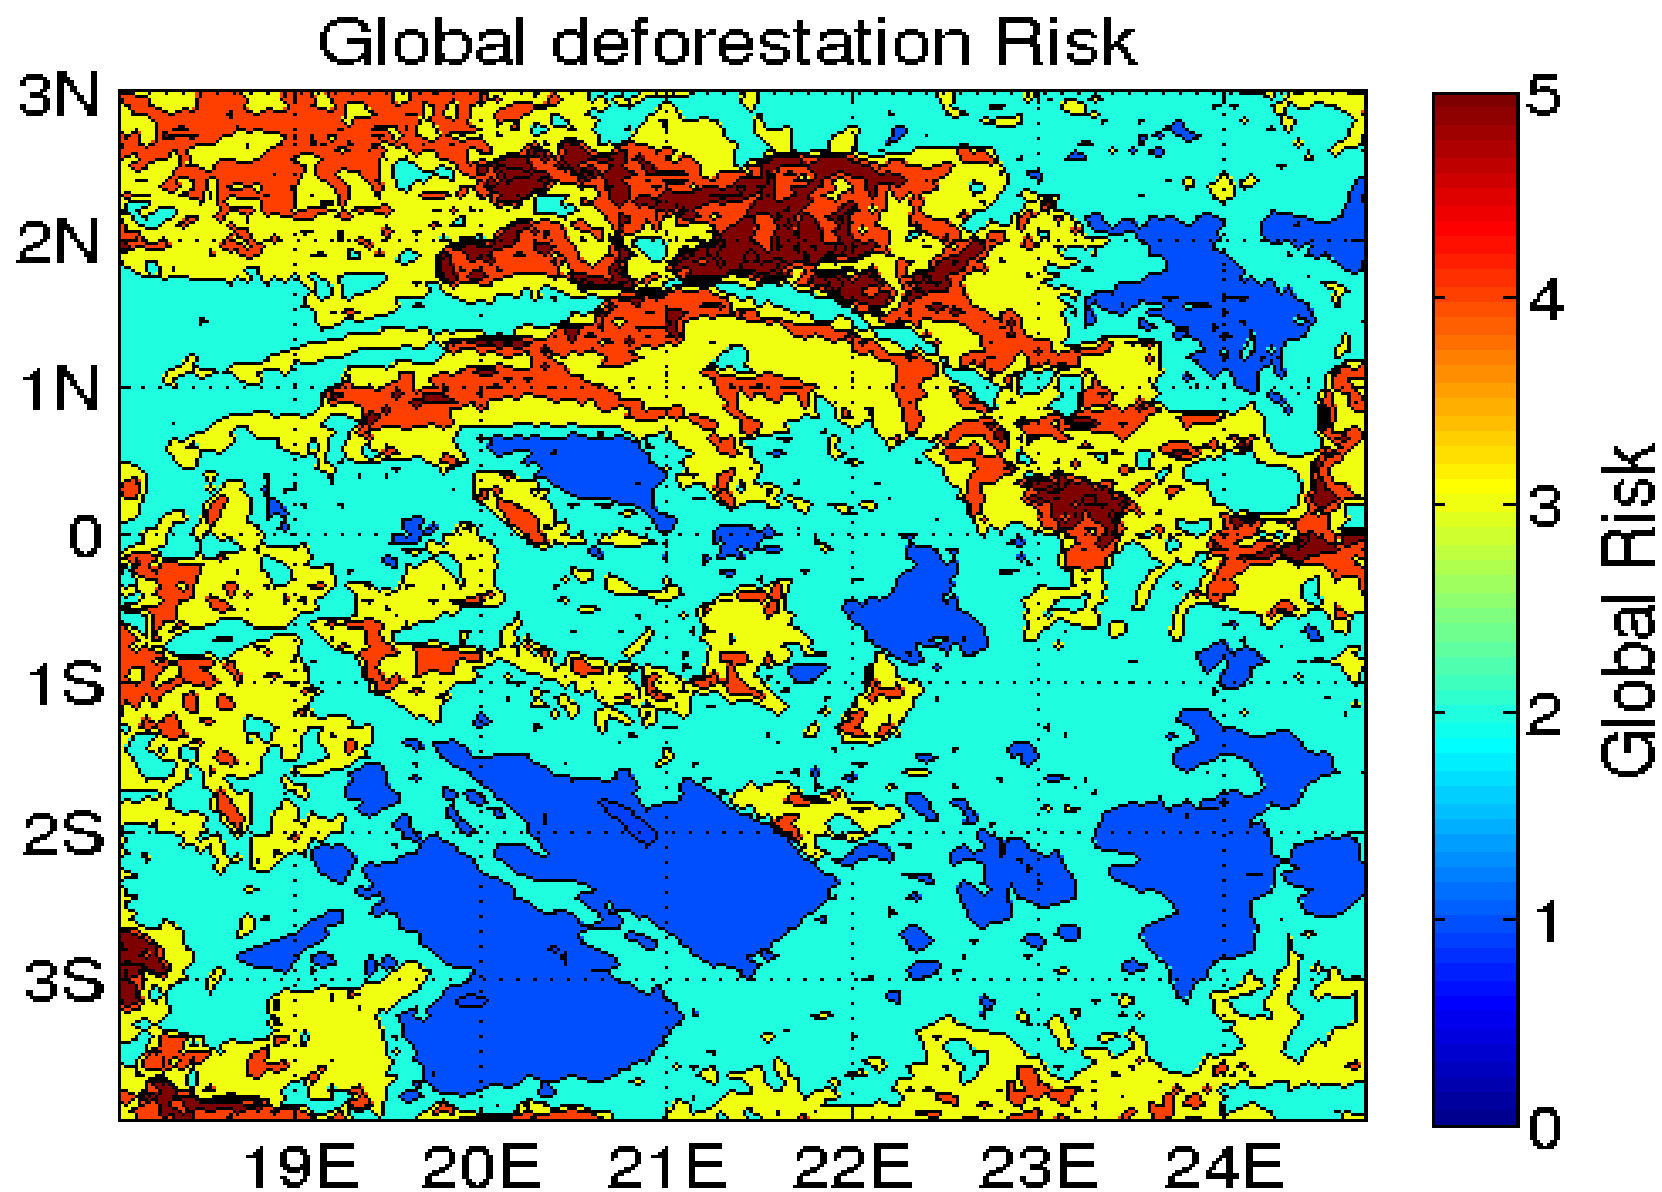 Global deforestation Risk
3N
2N
1N
0
1S
2S
3S
19E 20E 21E 22E 23E 24E
5
4
3
2
1
0
Global Risk